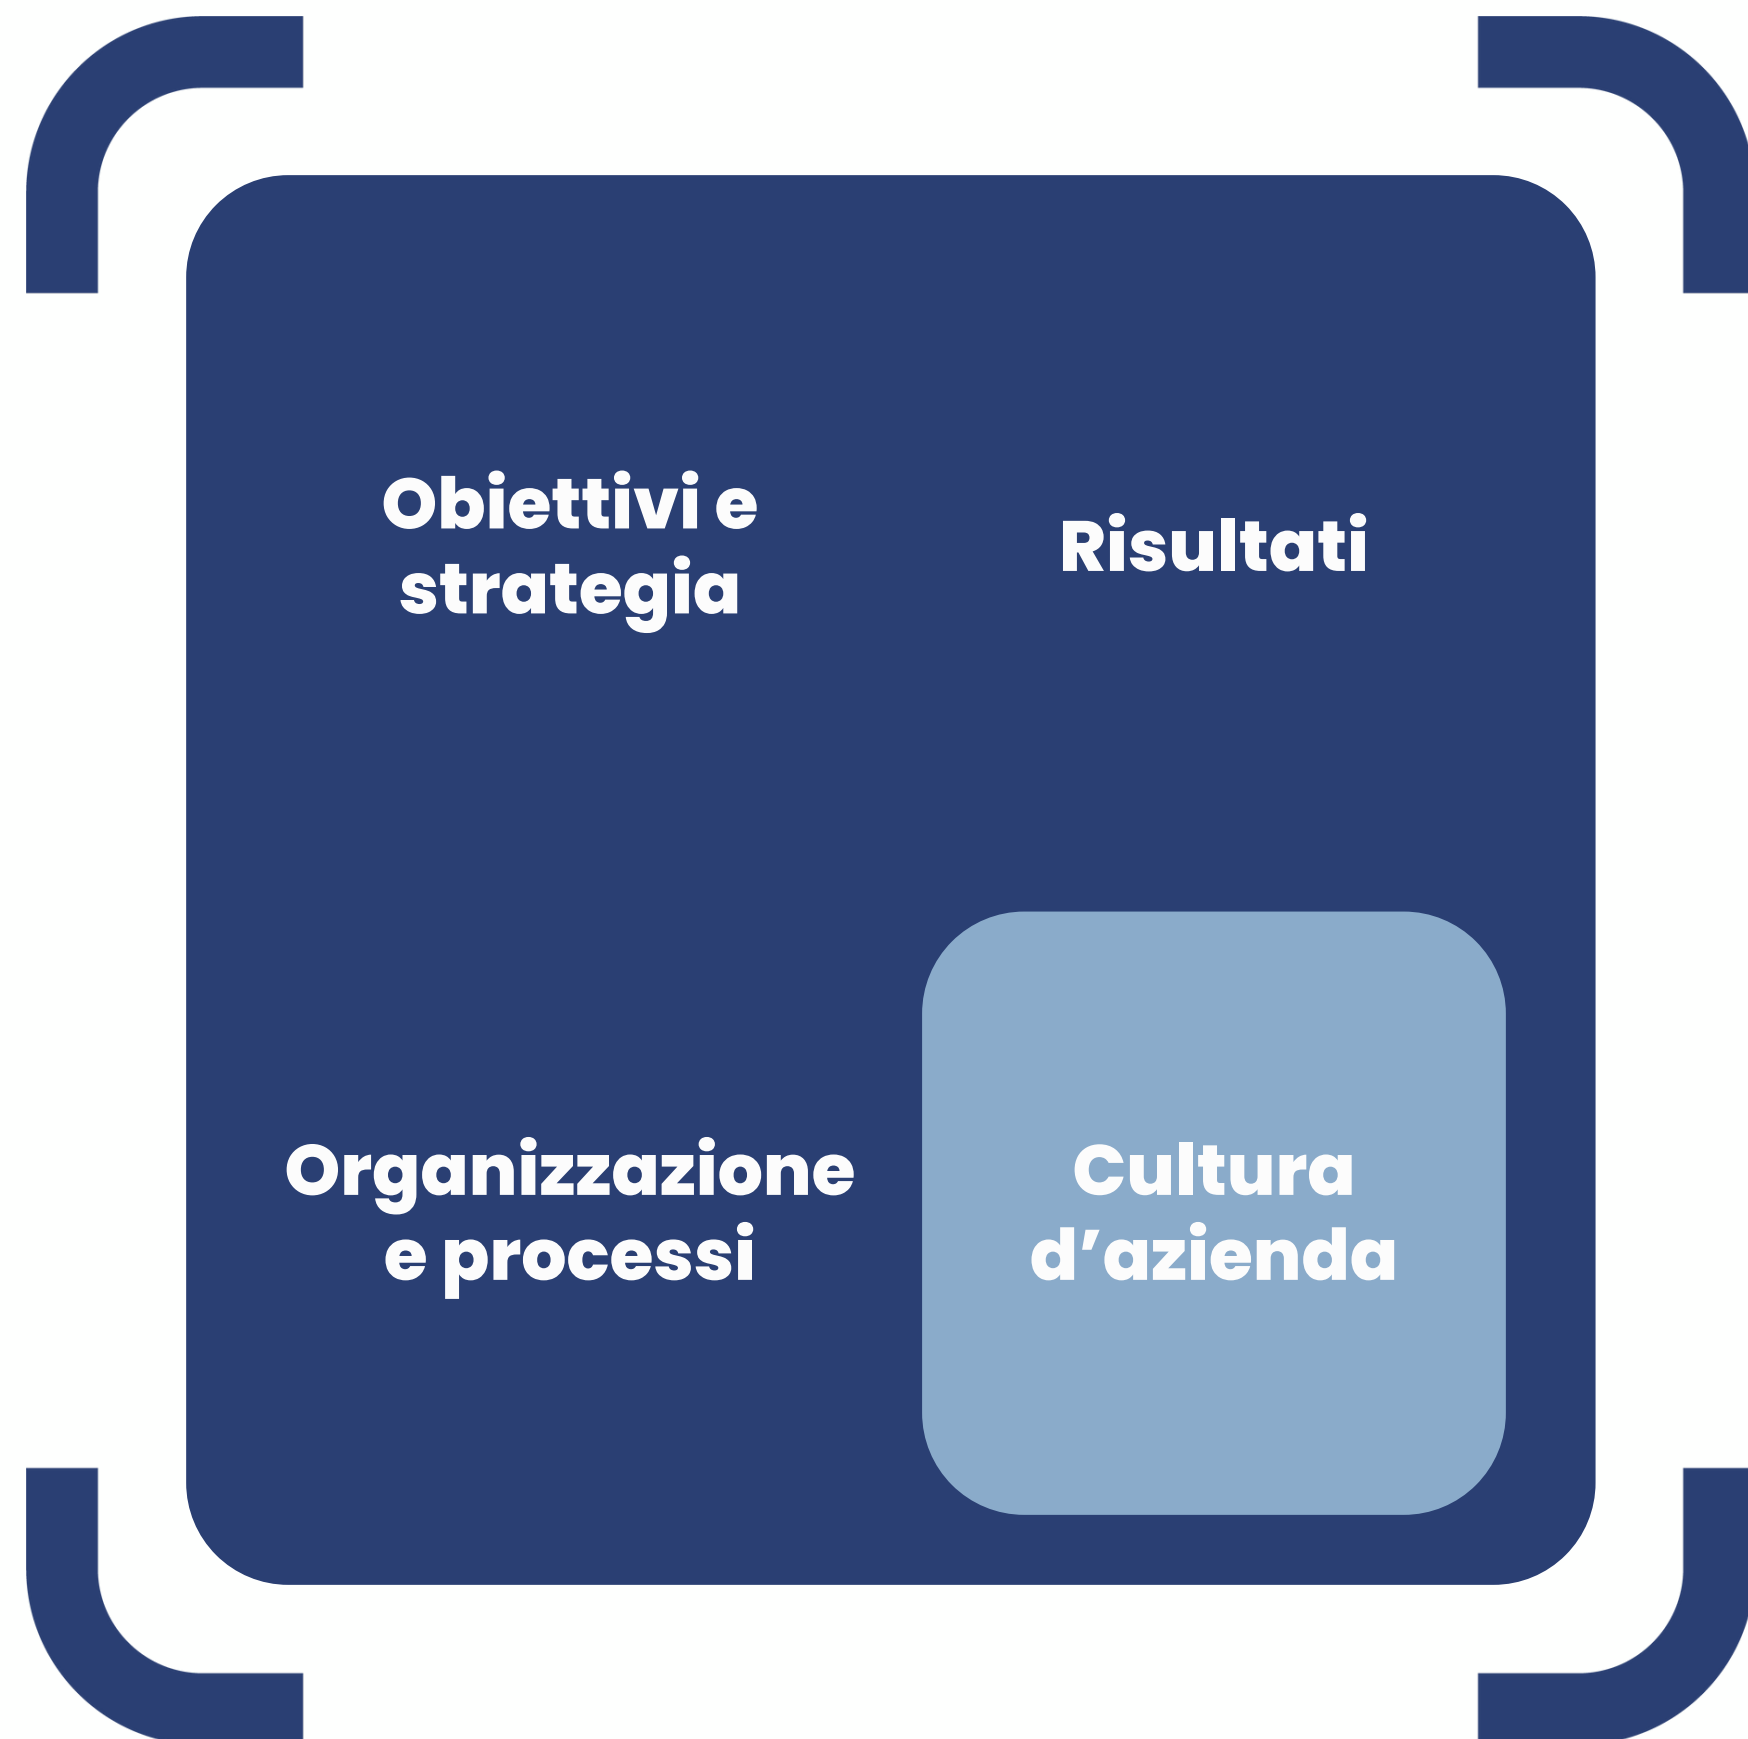 Obiettivi e
strategia
Risultati
Organizzazione
e processi
Cultura
d’azienda